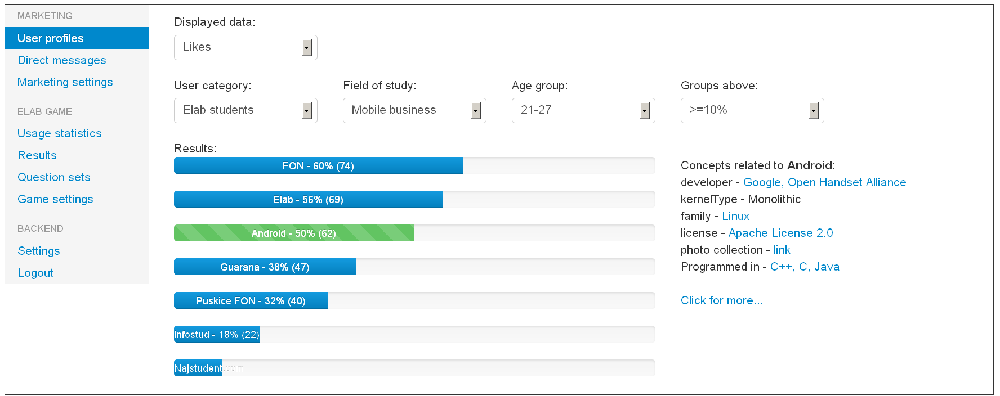 MARKETING
User profiles
Direct messages
Marketing settings
ELAB GAME
Usage statistics
Results
Question sets
Game settings
BACKEND
Settings
Logout
Displayed data:
Likes
User category: Field of study: Age group: Groups above:
Elab students Mobile business 21-27 >=10%
Results:
FON - 60% (74)
Elab - 56% (69)
Android - 50% (62)
Guarana - 38% (47)
Puskice FON - 32% (40)
Infostud - 18% (22)
Najstudent.com
Concepts related to Android:
developer - Google, Open Handset Alliance
kernelType - Monolithic
family - Linux
license - Apache License 2.0
photo collection - link
Programmed in - C++, C, Java
Click for more...